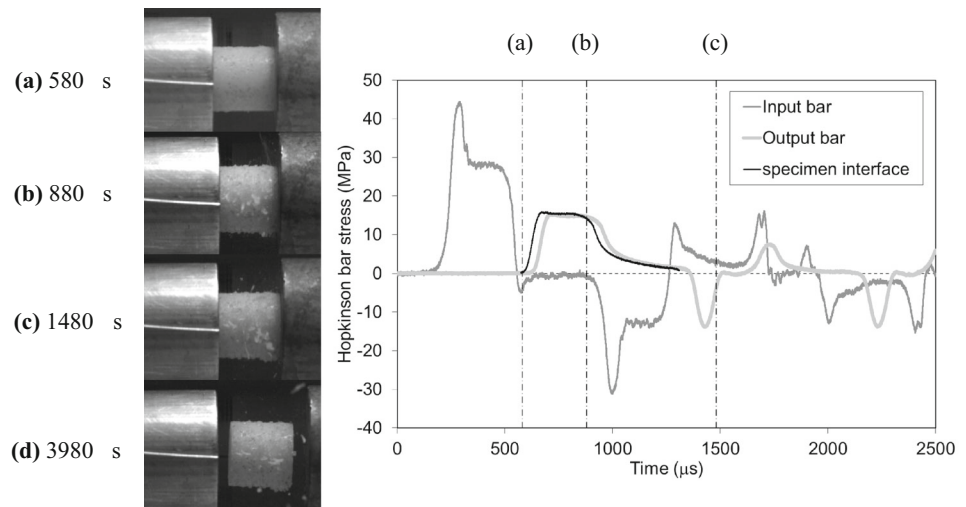 (a) 580 s
(b) 880 s
(c) 1480 s
(d) 3980 s
(a) (b) (c)
50
40
30
20
10
0
-10
-20
-30
-40
Hopkinson bar stress (MPa)
Input bar
Output bar
specimen interface
0 500 1000 1500 2000 2500
Time (μs)